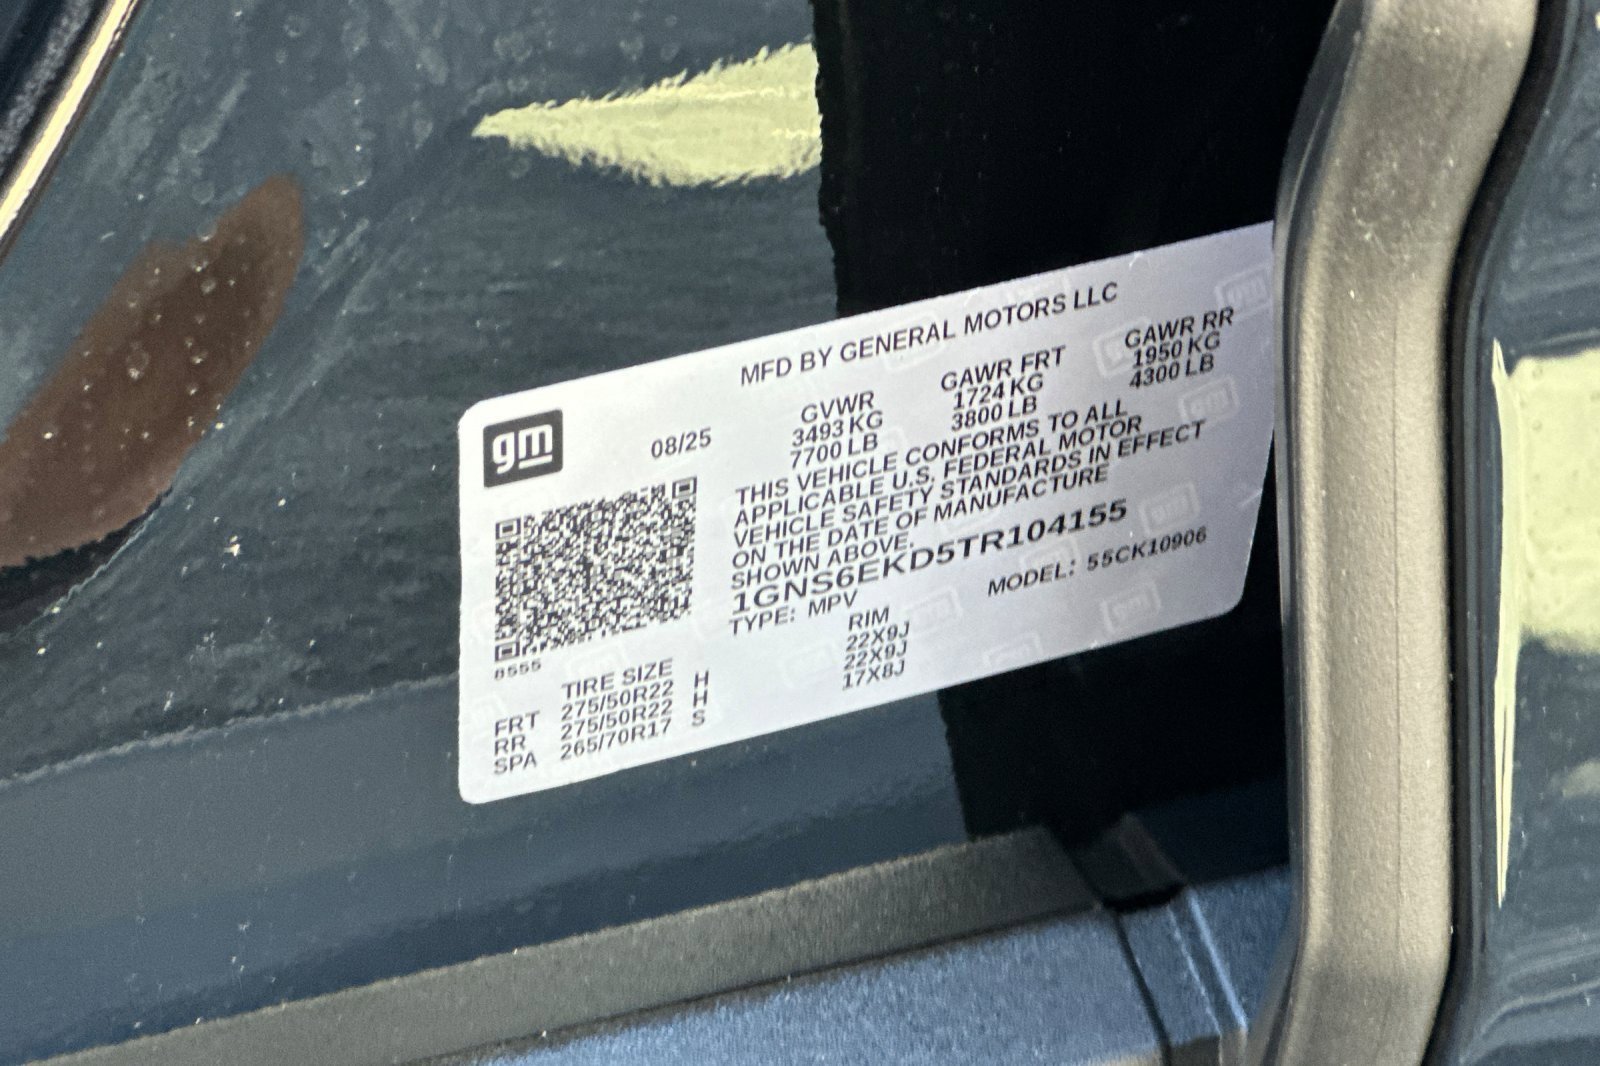 MFD BY GENERAL MOTORS LLC
gm
08/25
GVWR GAWR FRT GAWR RR
3493 KG 1724 KG 1950 KG
7700 LB 3800 LB 4300 LB
THIS VEHICLE CONFORMS TO ALL
APPLICABLE U.S. FEDERAL MOTOR
VEHICLE SAFETY STANDARDS IN EFFECT
ON THE DATE OF MANUFACTURE
SHOWN ABOVE.
1GNS6EKD5TR104155
TYPE: MPV MODEL: 55CK10906
8555
TIRE SIZE RIM
FRT 275/50R22 H 22X9J
RR 275/50R22 H 22X9J
SPA 265/70R17 S 17X8J